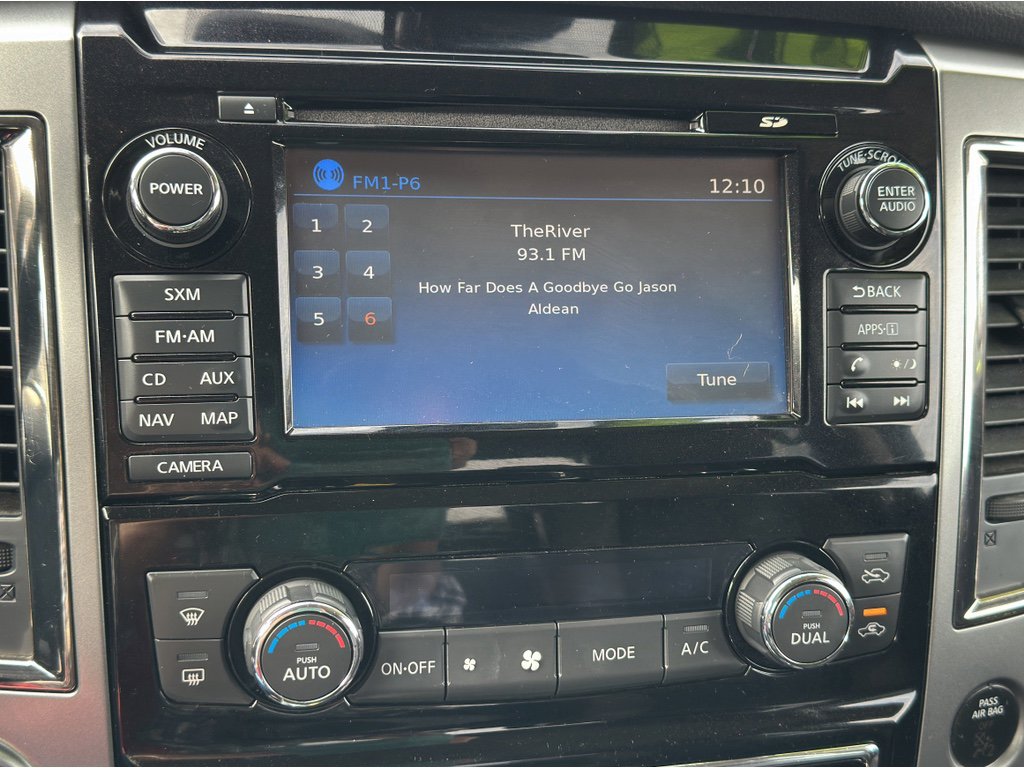 SD
VOLUME
POWER
FM1-P6
12:10
TUNE·SCROLL
ENTER
AUDIO
1
2
3
4
5
6
TheRiver
93.1 FM
How Far Does A Goodbye Go Jason
Aldean
Tune
SXM
FM·AM
CD AUX
NAV MAP
CAMERA
BACK
APPS·i
PUSH
AUTO
ON·OFF
MODE
A/C
PUSH
DUAL
PASS
AIR BAG